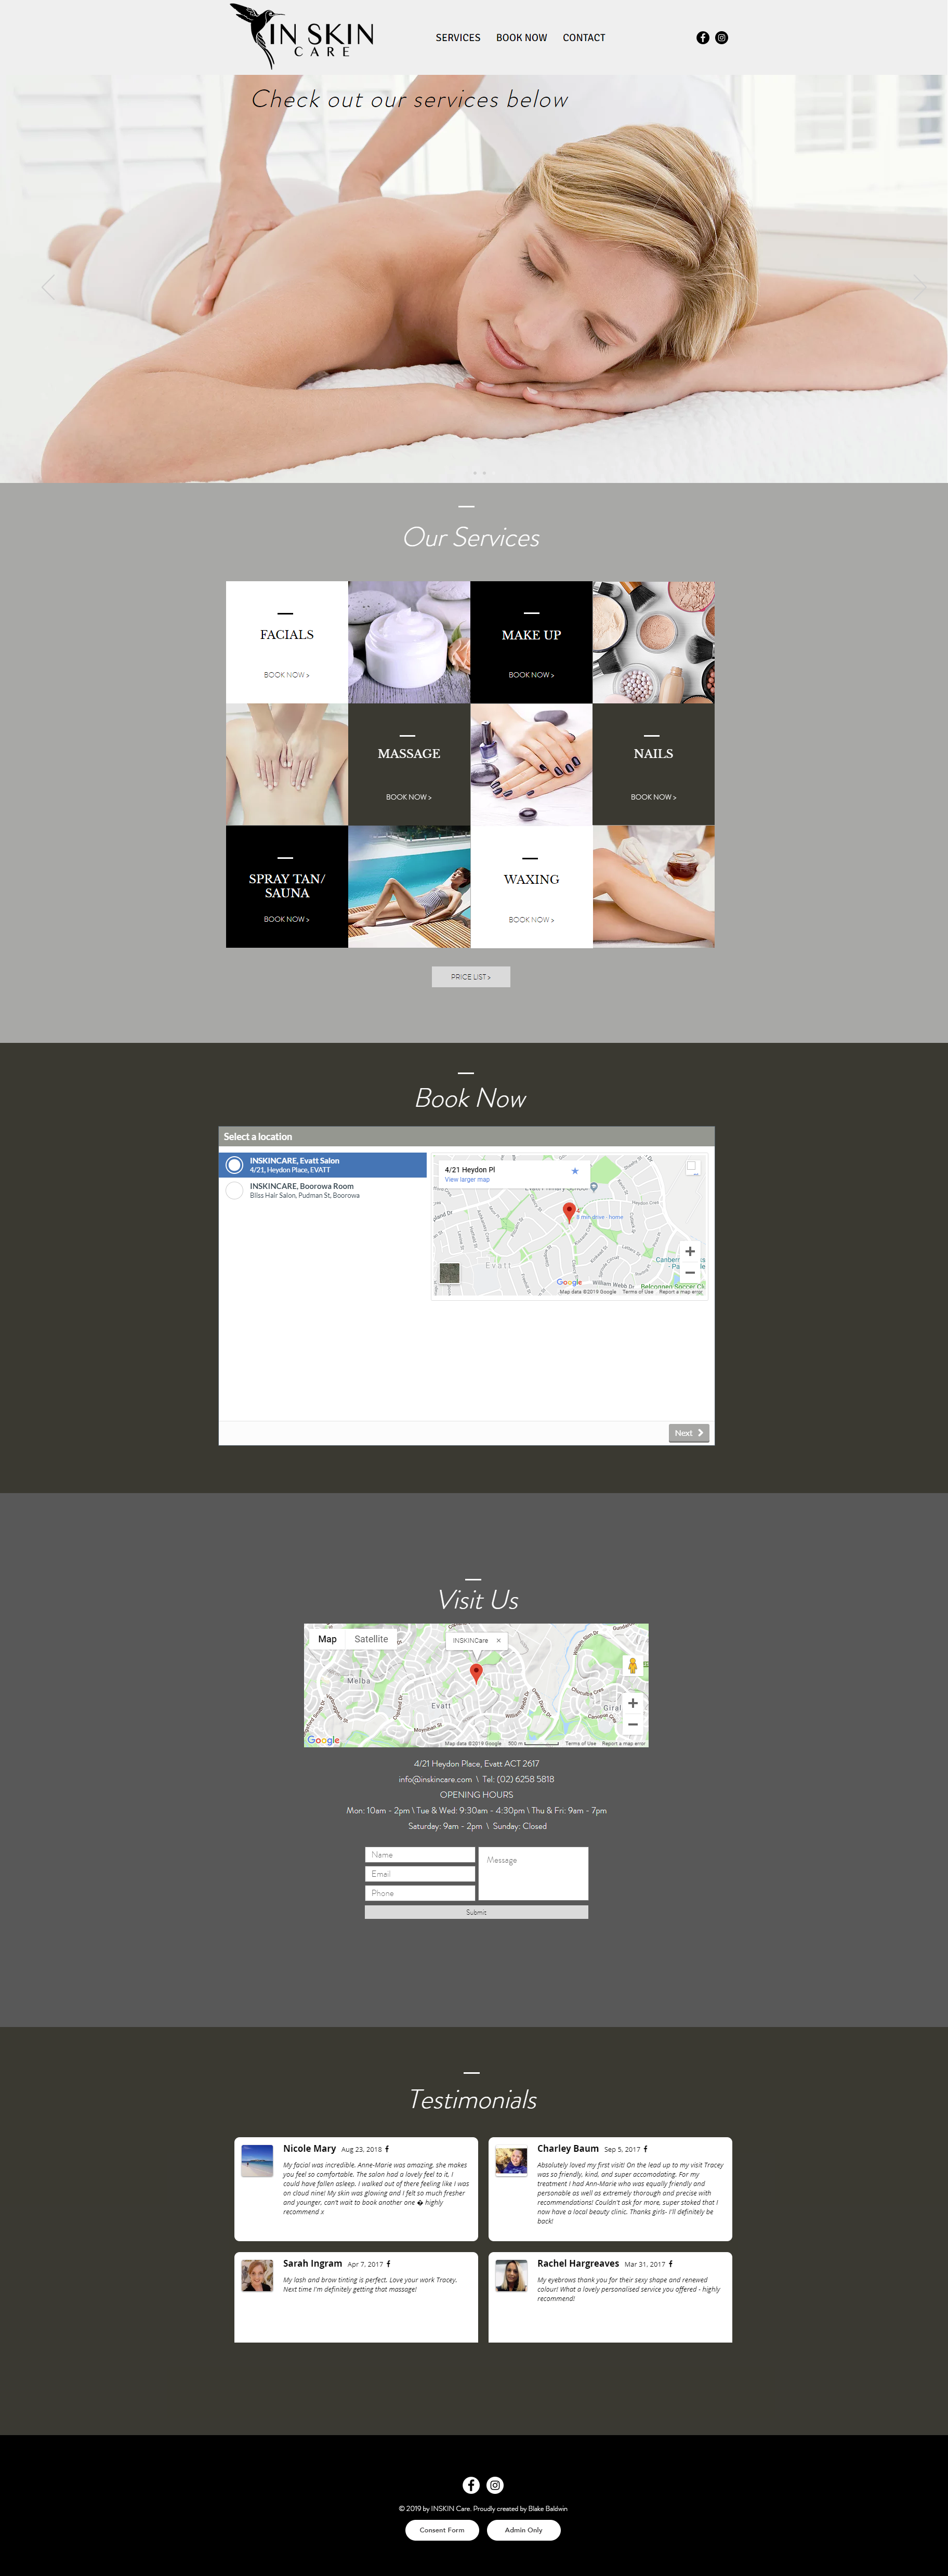 IN SKIN
CARE
SERVICES
BOOK NOW
CONTACT
Check out our services below
Our Services
FACIALS
BOOK NOW >
MAKE UP
BOOK NOW >
MASSAGE
BOOK NOW >
NAILS
BOOK NOW >
SPRAY TAN/
SAUNA
BOOK NOW >
WAXING
BOOK NOW >
PRICE LIST >
Book Now
Select a location
INSKINCARE, Evatt Salon
4/21, Heydon Place, EVATT
INSKINCARE, Boorowa Room
Bliss Hair Salon, Pudman St, Boorowa
4/21 Heydon Pl
View larger map
8 min drive - home
Evatt
Google
William Webb Dr
Belconnen Soccer Cl
Map data ©2019 Google
Terms of Use
Report a map error
Next
Visit Us
Map
Satellite
INSKINCare
Melba
Evatt
Giral
Google
Map data ©2019 Google
500 m
Terms of Use
Report a map error
4/21 Heydon Place, Evatt ACT 2617
info@inskincare.com \ Tel: (02) 6258 5818
OPENING HOURS
Mon: 10am - 2pm \ Tue & Wed: 9:30am - 4:30pm \ Thu & Fri: 9am - 7pm
Saturday: 9am - 2pm \ Sunday: Closed
Name
Message
Email
Phone
Submit
Testimonials
Nicole Mary Aug 23, 2018
My facial was incredible. Anne-Marie was amazing, she makes
you feel so comfortable. The salon had a lovely feel to it, I
could have fallen asleep. I walked out of there feeling like I was
on cloud nine! My skin was glowing and I felt so much fresher
and younger, can't wait to book another one � highly
recommend x
Charley Baum Sep 5, 2017
Absolutely loved my first visit! On the lead up to my visit Tracey
was so friendly, kind, and super accomodating. For my
treatment I had Ann-Marie who was equally friendly and
personable as well as extremely thorough and precise with
recommendations! Couldn't ask for more, super stoked that I
now have a local beauty clinic. Thanks girls- I'll definitely be
back!
Sarah Ingram Apr 7, 2017
My lash and brow tinting is perfect. Love your work Tracey.
Next time I'm definitely getting that massage!
Rachel Hargreaves Mar 31, 2017
My eyebrows thank you for their sexy shape and renewed
colour! What a lovely personalised service you offered - highly
recommend!
© 2019 by INSKIN Care. Proudly created by Blake Baldwin
Consent Form
Admin Only